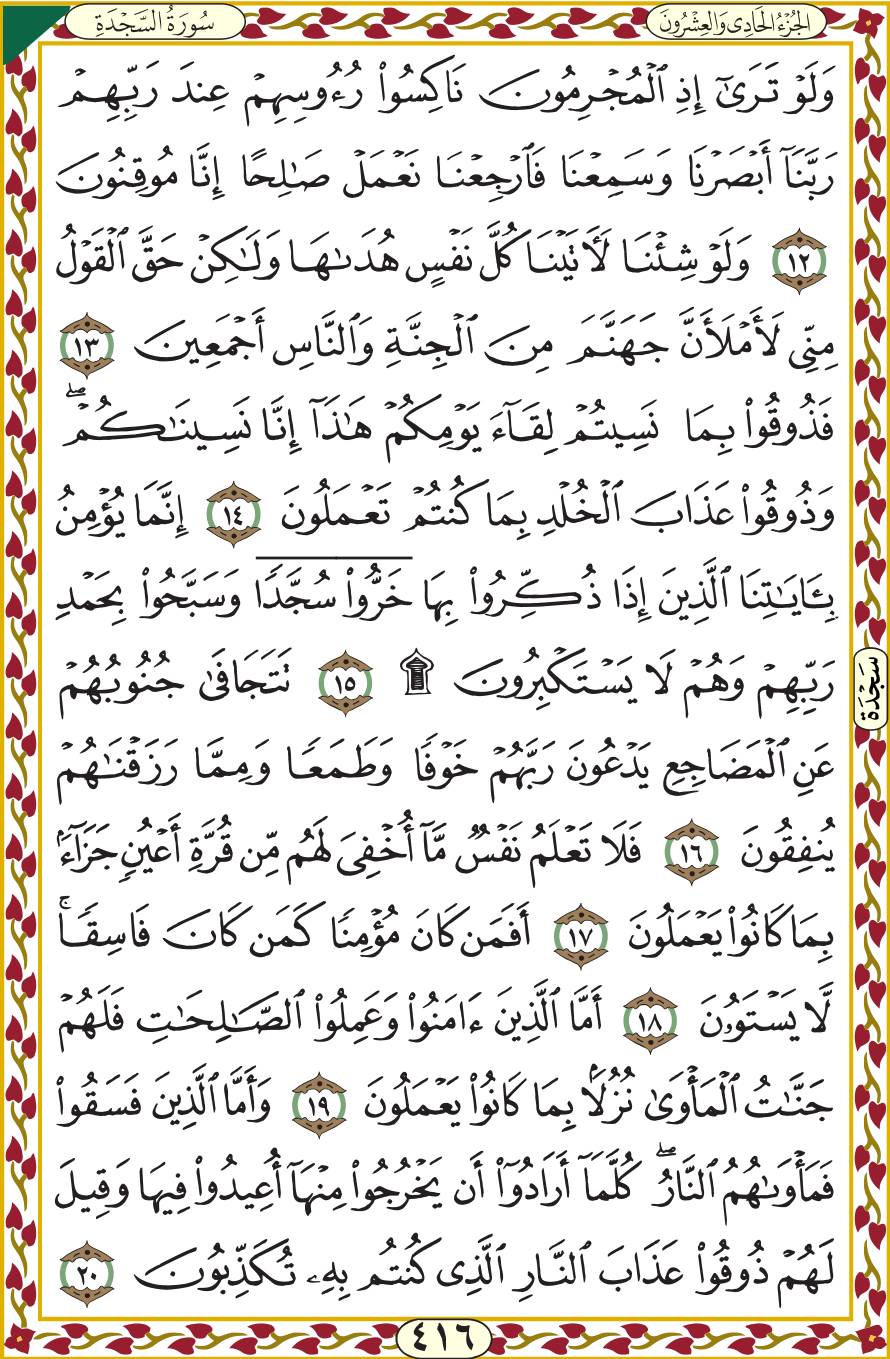 الجُزْءُ الحَادِى وَالعِشْرُونَ
سُورَةُ السَّجْدَةِ
وَلَوْ تَرَىٰٓ إِذِ ٱلْمُجْرِمُونَ نَاكِسُوا۟ رُءُوسِهِمْ عِندَ رَبِّهِمْ
رَبَّنَآ أَبْصَرْنَا وَسَمِعْنَا فَٱرْجِعْنَا نَعْمَلْ صَـٰلِحًا إِنَّا مُوقِنُونَ
١٢ وَلَوْ شِئْنَا لَـَٔاتَيْنَا كُلَّ نَفْسٍ هُدَىٰهَا وَلَـٰكِنْ حَقَّ ٱلْقَوْلُ
مِنِّى لَأَمْلَأَنَّ جَهَنَّمَ مِنَ ٱلْجِنَّةِ وَٱلنَّاسِ أَجْمَعِينَ ١٣
فَذُوقُوا۟ بِمَا نَسِيتُمْ لِقَآءَ يَوْمِكُمْ هَـٰذَآ إِنَّا نَسِينَـٰكُمْ ۖ
وَذُوقُوا۟ عَذَابَ ٱلْخُلْدِ بِمَا كُنتُمْ تَعْمَلُونَ ١٤ إِنَّمَا يُؤْمِنُ
بِـَٔايَـٰتِنَا ٱلَّذِينَ إِذَا ذُكِّرُوا۟ بِهَا خَرُّوا۟ سُجَّدًا وَسَبَّحُوا۟ بِحَمْدِ
رَبِّهِمْ وَهُمْ لَا يَسْتَكْبِرُونَ ۩ ١٥ تَتَجَافَىٰ جُنُوبُهُمْ
سَجْدَة
عَنِ ٱلْمَضَاجِعِ يَدْعُونَ رَبَّهُمْ خَوْفًا وَطَمَعًا وَمِمَّا رَزَقْنَـٰهُمْ
يُنفِقُونَ ١٦ فَلَا تَعْلَمُ نَفْسٌ مَّآ أُخْفِىَ لَهُم مِّن قُرَّةِ أَعْيُنٍ جَزَآءًۢ
بِمَا كَانُوا۟ يَعْمَلُونَ ١٧ أَفَمَن كَانَ مُؤْمِنًا كَمَن كَانَ فَاسِقًا ۚ
لَّا يَسْتَوُۥنَ ١٨ أَمَّا ٱلَّذِينَ ءَامَنُوا۟ وَعَمِلُوا۟ ٱلصَّـٰلِحَـٰتِ فَلَهُمْ
جَنَّـٰتُ ٱلْمَأْوَىٰ نُزُلًۢا بِمَا كَانُوا۟ يَعْمَلُونَ ١٩ وَأَمَّا ٱلَّذِينَ فَسَقُوا۟
فَمَأْوَىٰهُمُ ٱلنَّارُ ۖ كُلَّمَآ أَرَادُوٓا۟ أَن يَخْرُجُوا۟ مِنْهَآ أُعِيدُوا۟ فِيهَا وَقِيلَ
لَهُمْ ذُوقُوا۟ عَذَابَ ٱلنَّارِ ٱلَّذِى كُنتُم بِهِۦ تُكَذِّبُونَ ٢٠
٤١٦